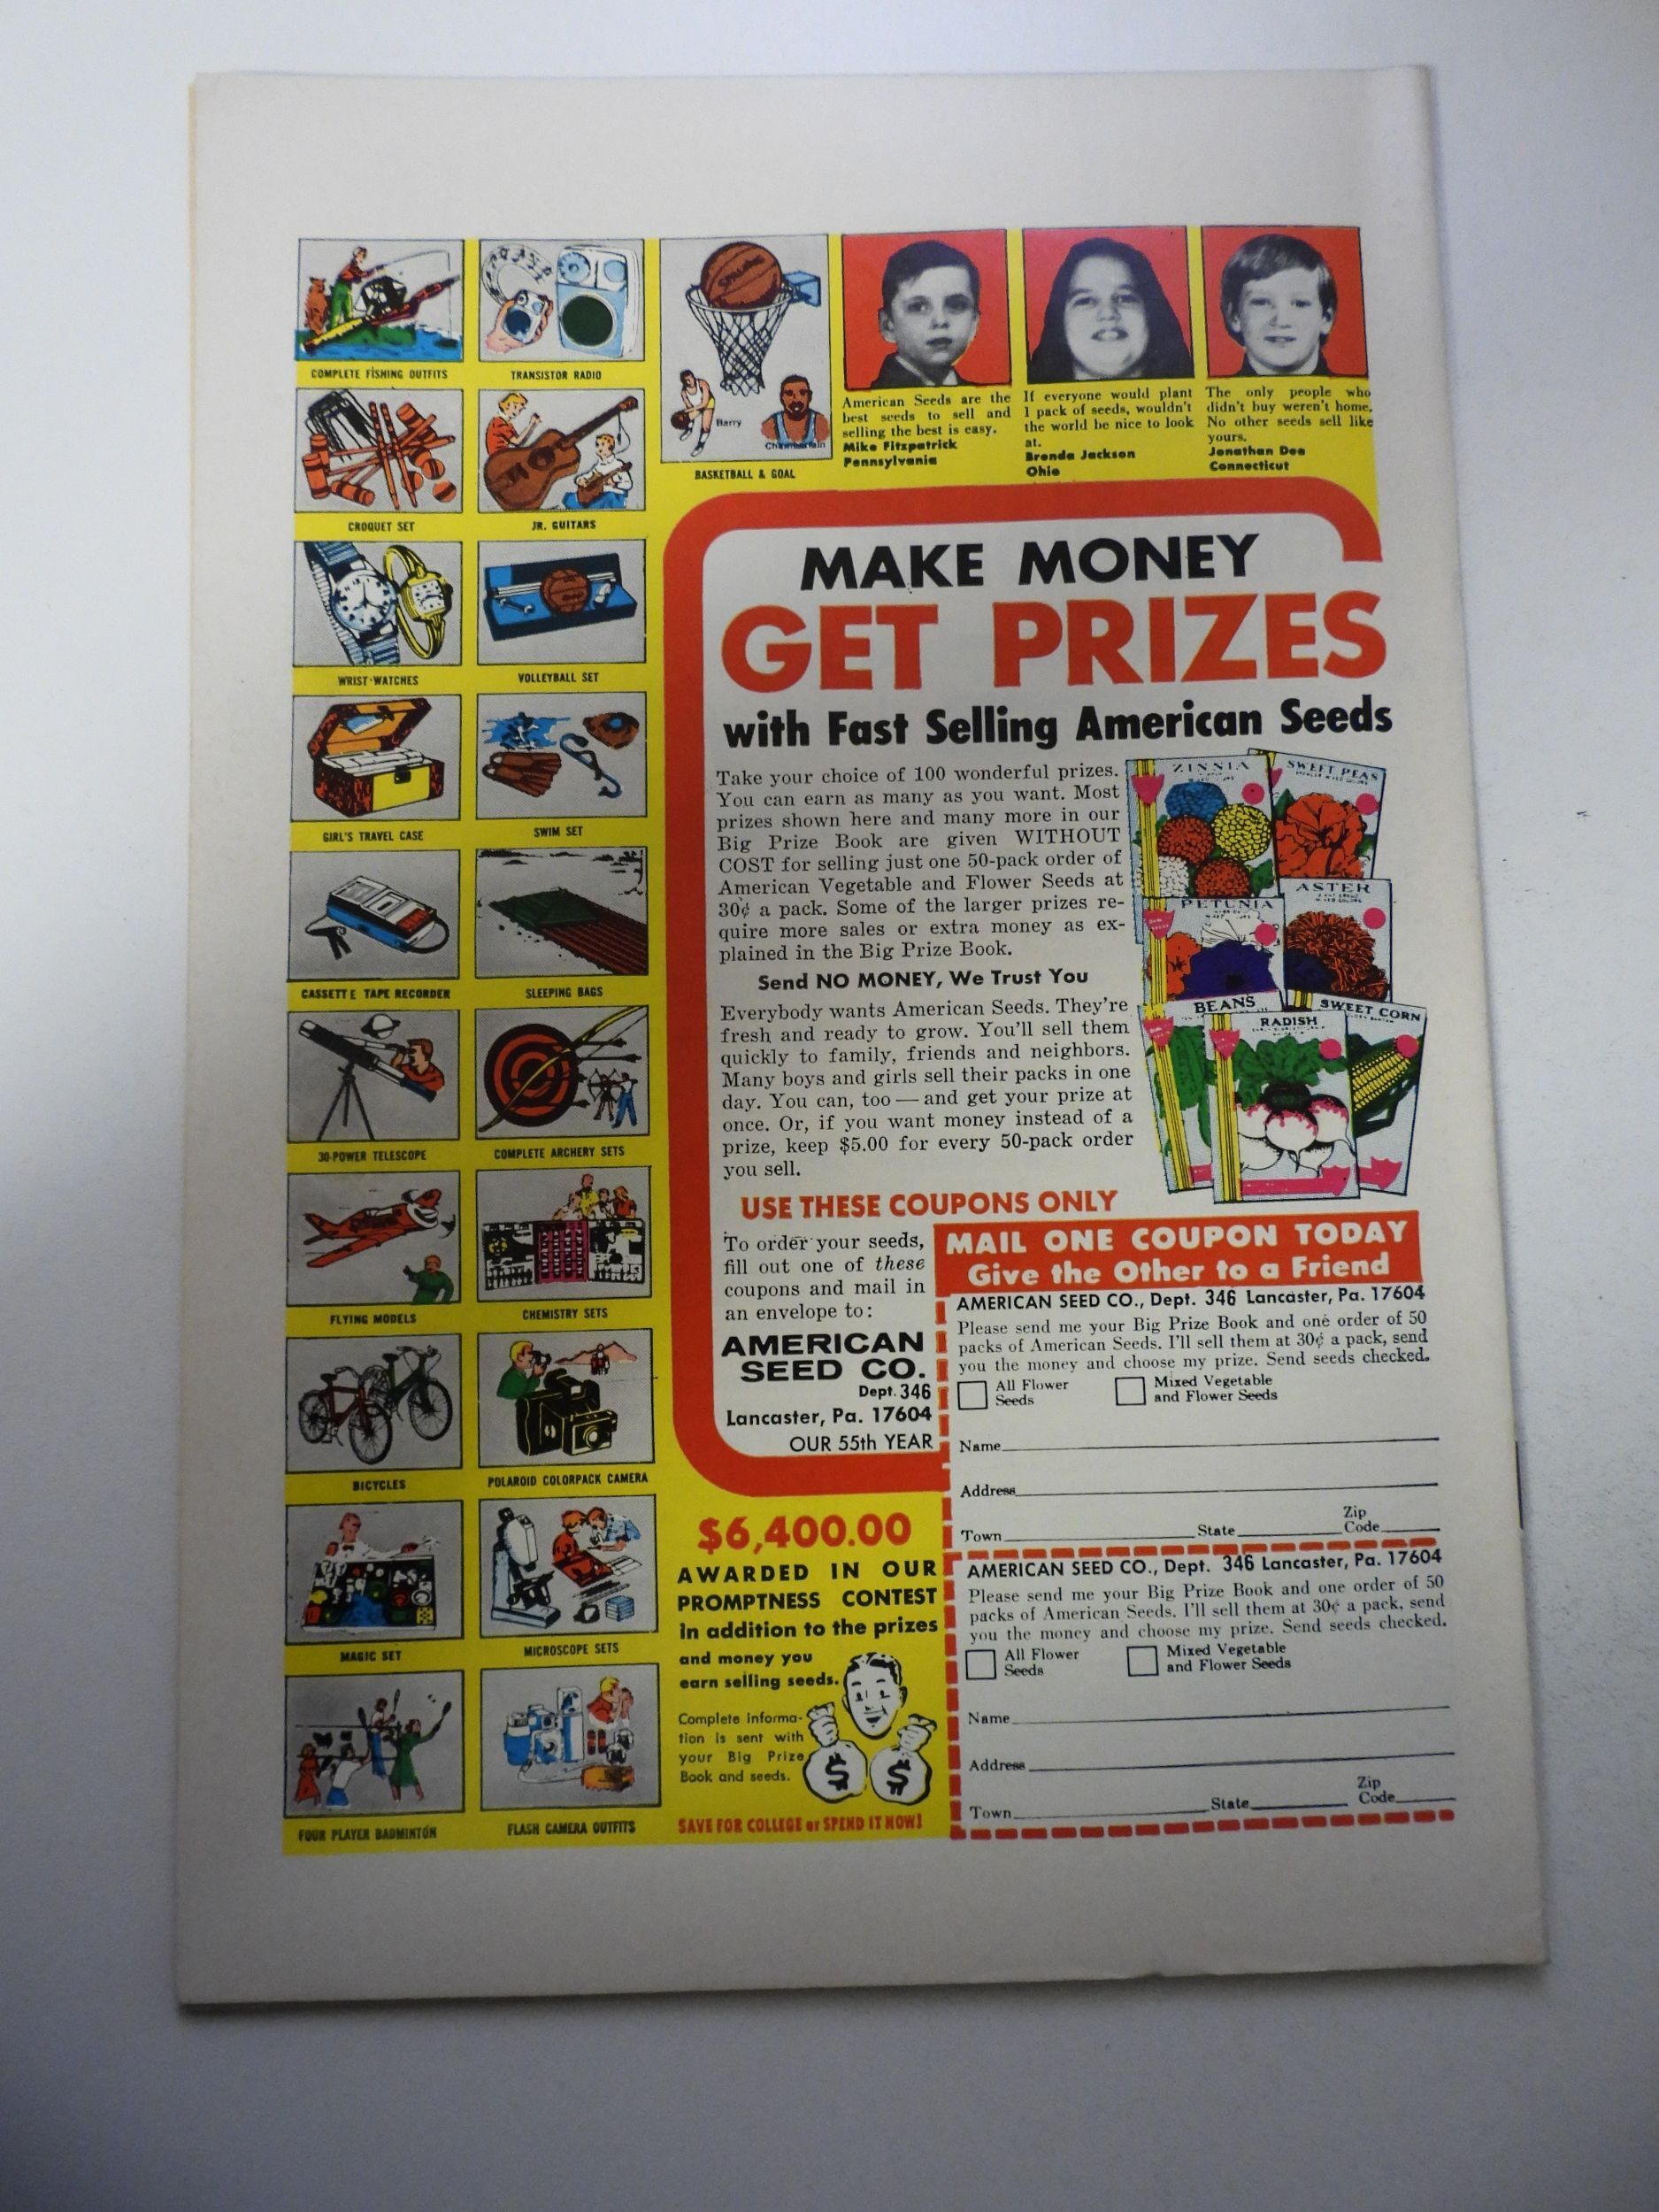 COMPLETE FISHING OUTFITS
TRANSISTOR RADIO
SPALDING
Barry
Chamberlain
BASKETBALL & GOAL
CROQUET SET
JR. GUITARS
WRIST-WATCHES
VOLLEYBALL SET
GIRL'S TRAVEL CASE
SWIM SET
CASSETTE TAPE RECORDER
SLEEPING BAGS
30-POWER TELESCOPE
COMPLETE ARCHERY SETS
FLYING MODELS
CHEMISTRY SETS
BICYCLES
POLAROID COLORPACK CAMERA
MAGIC SET
MICROSCOPE SETS
FOUR PLAYER BADMINTON
FLASH CAMERA OUTFITS
American Seeds are the
best seeds to sell and
selling the best is easy.
Mike Fitzpatrick
Pennsylvania
If everyone would plant
1 pack of seeds, wouldn't
the world be nice to look
at.
Brenda Jackson
Ohio
The only people who
didn't buy weren't home.
No other seeds sell like
yours.
Jonathan Dee
Connecticut
MAKE MONEY
GET PRIZES
with Fast Selling American Seeds
Take your choice of 100 wonderful prizes.
You can earn as many as you want. Most
prizes shown here and many more in our
Big Prize Book are given WITHOUT
COST for selling just one 50-pack order of
American Vegetable and Flower Seeds at
30¢ a pack. Some of the larger prizes re-
quire more sales or extra money as ex-
plained in the Big Prize Book.
Send NO MONEY, We Trust You
Everybody wants American Seeds. They're
fresh and ready to grow. You'll sell them
quickly to family, friends and neighbors.
Many boys and girls sell their packs in one
day. You can, too — and get your prize at
once. Or, if you want money instead of a
prize, keep $5.00 for every 50-pack order
you sell.
ZINNIA
SWEET PEAS
ASTER
PETUNIA
BEANS
SWEET CORN
RADISH
USE THESE COUPONS ONLY
To order your seeds,
fill out one of these
coupons and mail in
an envelope to:
AMERICAN
SEED CO.
Dept. 346
Lancaster, Pa. 17604
OUR 55th YEAR
MAIL ONE COUPON TODAY
Give the Other to a Friend
AMERICAN SEED CO., Dept. 346 Lancaster, Pa. 17604
Please send me your Big Prize Book and one order of 50
packs of American Seeds. I'll sell them at 30¢ a pack, send
you the money and choose my prize. Send seeds checked.
All Flower
Seeds
Mixed Vegetable
and Flower Seeds
Name
Address
Town State Zip
Code
AMERICAN SEED CO., Dept. 346 Lancaster, Pa. 17604
Please send me your Big Prize Book and one order of 50
packs of American Seeds. I'll sell them at 30¢ a pack, send
you the money and choose my prize. Send seeds checked.
All Flower
Seeds
Mixed Vegetable
and Flower Seeds
Name
Address
Town State Zip
Code
$6,400.00
AWARDED IN OUR
PROMPTNESS CONTEST
in addition to the prizes
and money you
earn selling seeds.
Complete informa-
tion is sent with
your Big Prize
Book and seeds.
$ $
SAVE FOR COLLEGE or SPEND IT NOW!